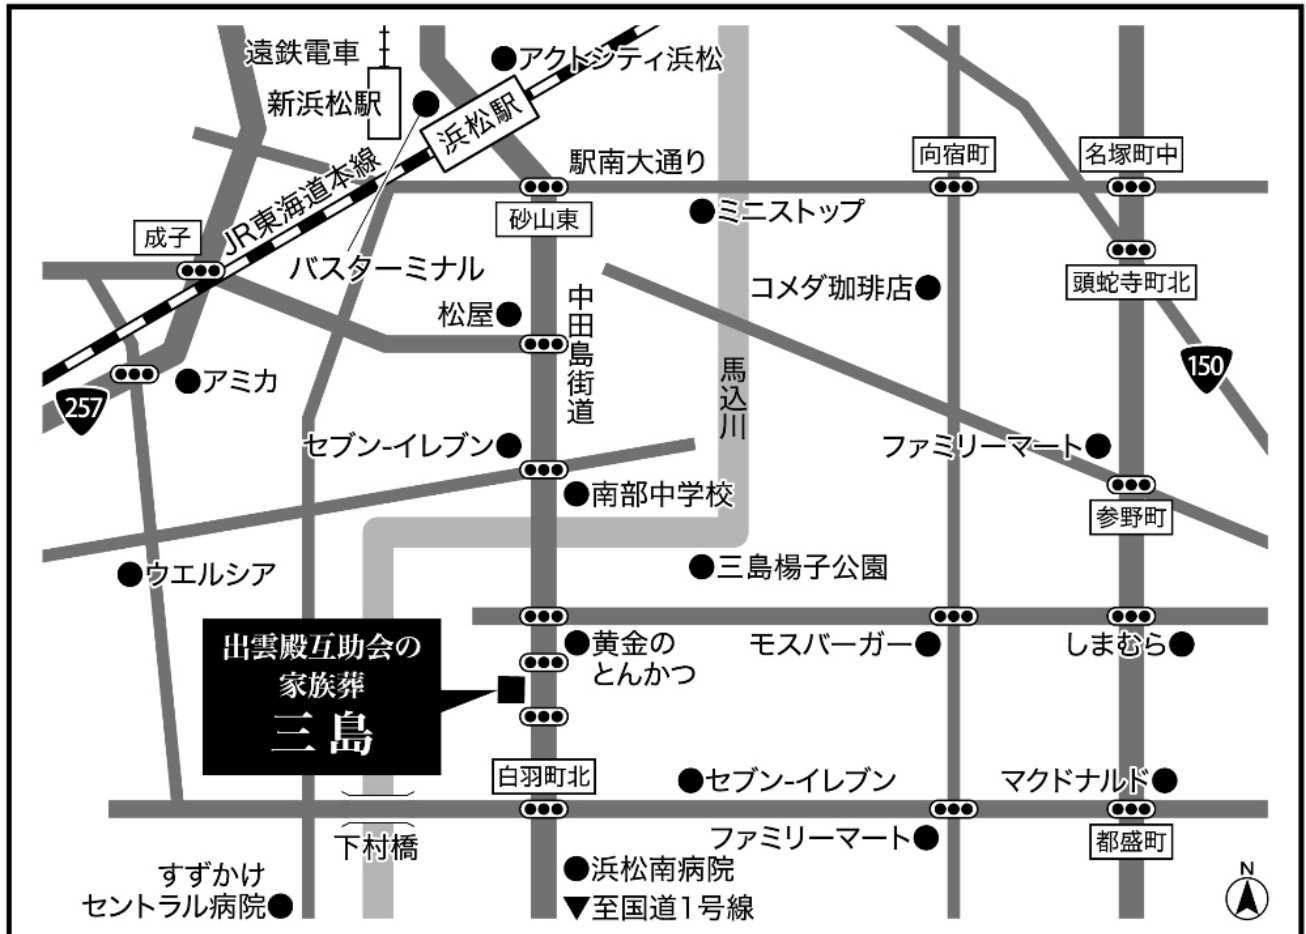 遠鉄電車
アクトシティ浜松
新浜松駅
浜松駅
駅南大通り
向宿町
名塚町中
JR東海道本線
ミニストップ
砂山東
成子
バスターミナル
コメダ珈琲店
頭蛇寺町北
松屋
中田島街道
馬込川
150
アミカ
257
セブン-イレブン
ファミリーマート
南部中学校
参野町
三島楊子公園
ウエルシア
出雲殿互助会の
家族葬
三島
黄金の
とんかつ
モスバーガー
しまむら
白羽町北
セブン-イレブン
マクドナルド
下村橋
ファミリーマート
都盛町
すずかけ
セントラル病院
浜松南病院
▼至国道1号線
N